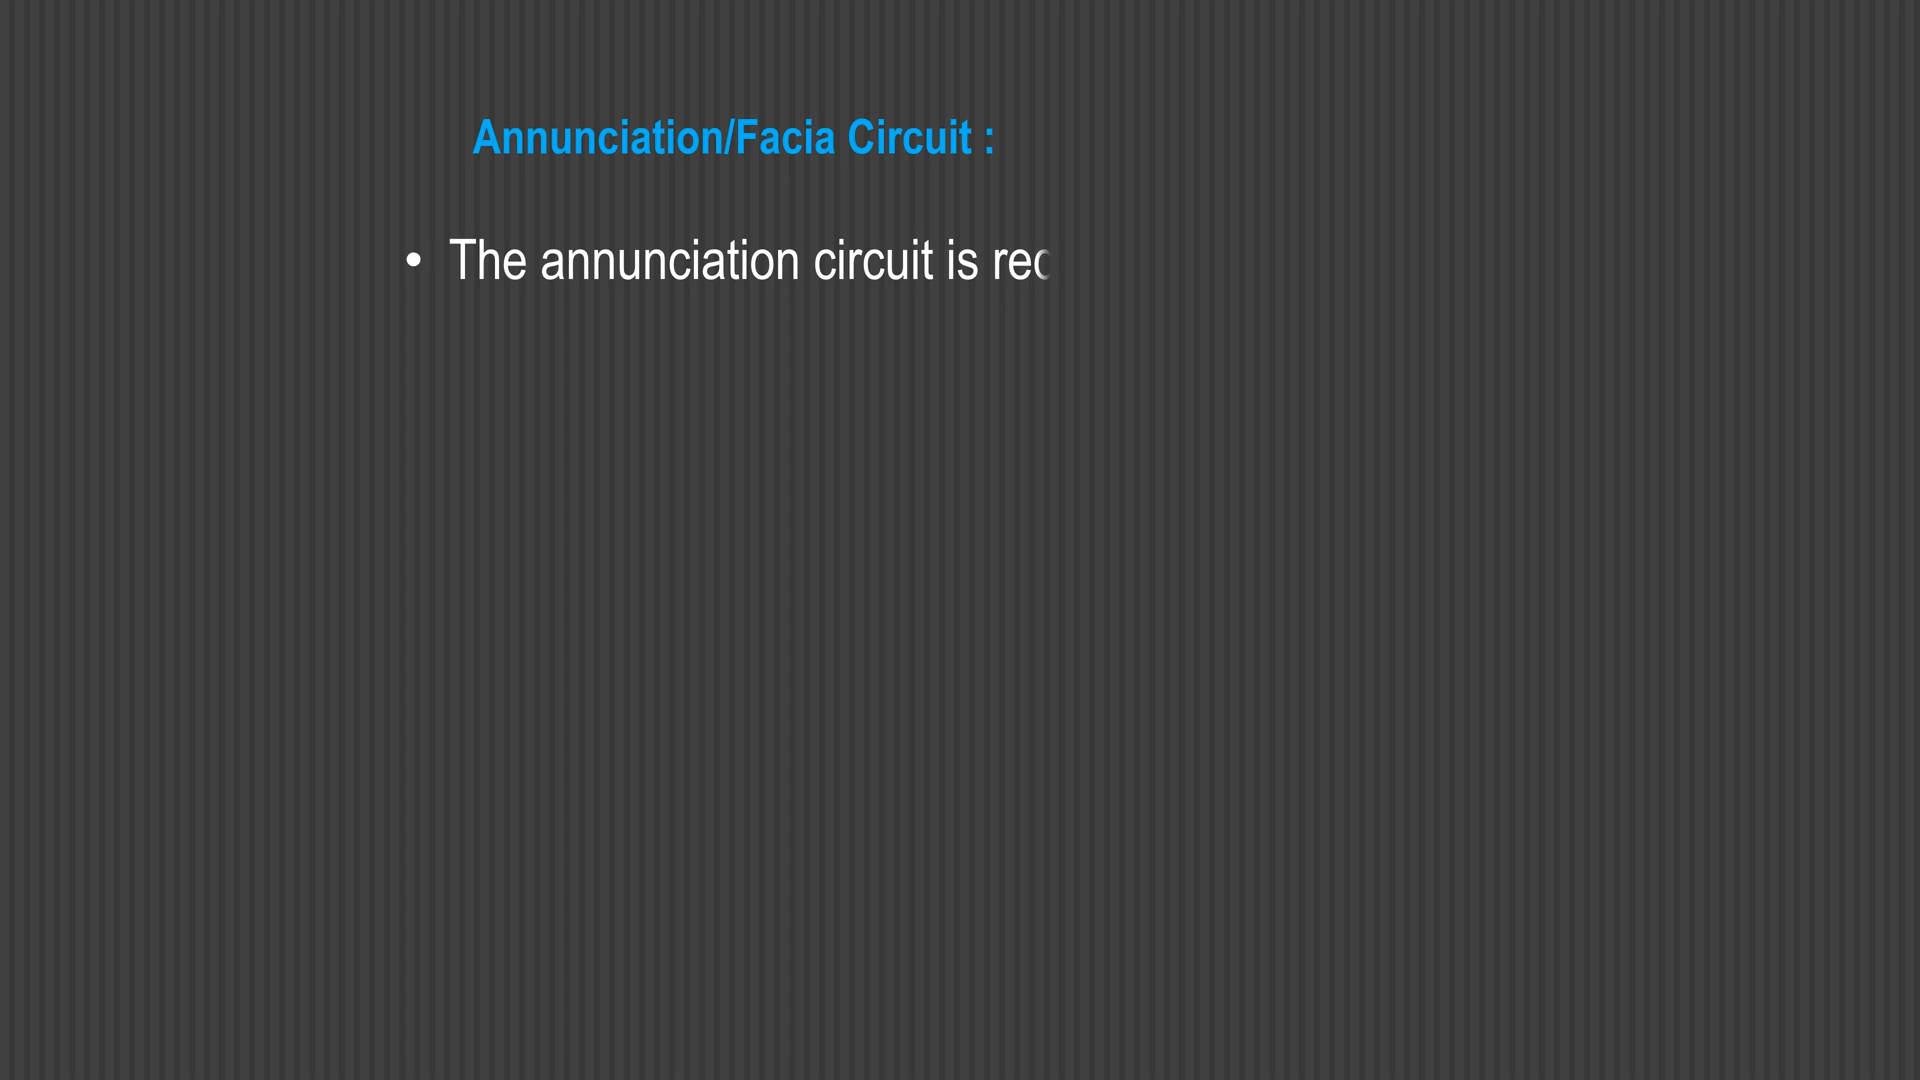 Annunciation/Facia Circuit :
• The annunciation circuit is